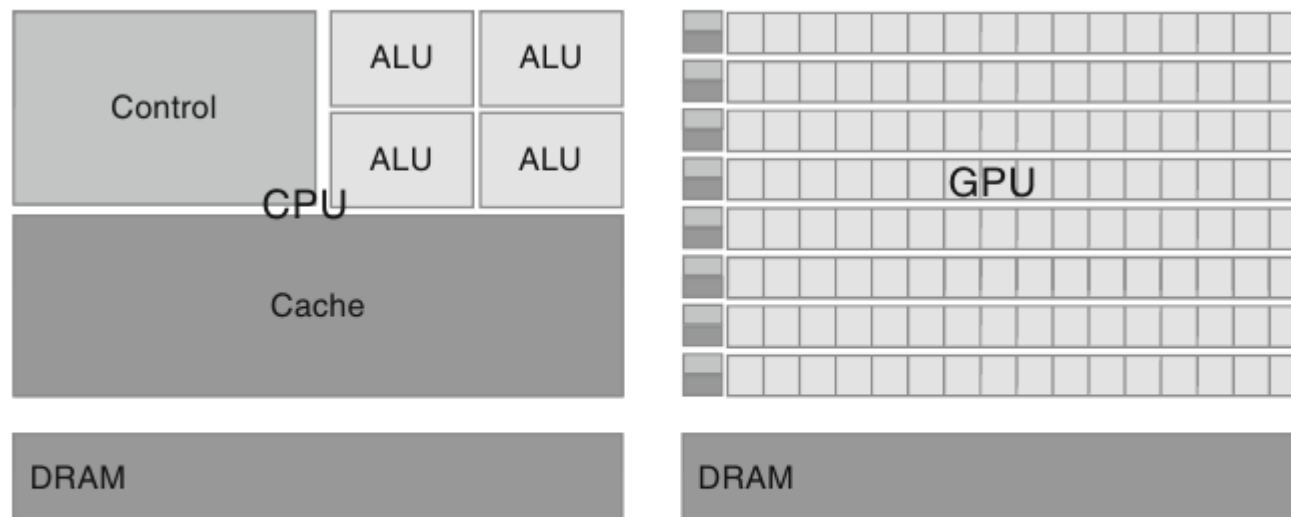 Control
ALU ALU
ALU ALU
CPU
Cache
DRAM
GPU
DRAM